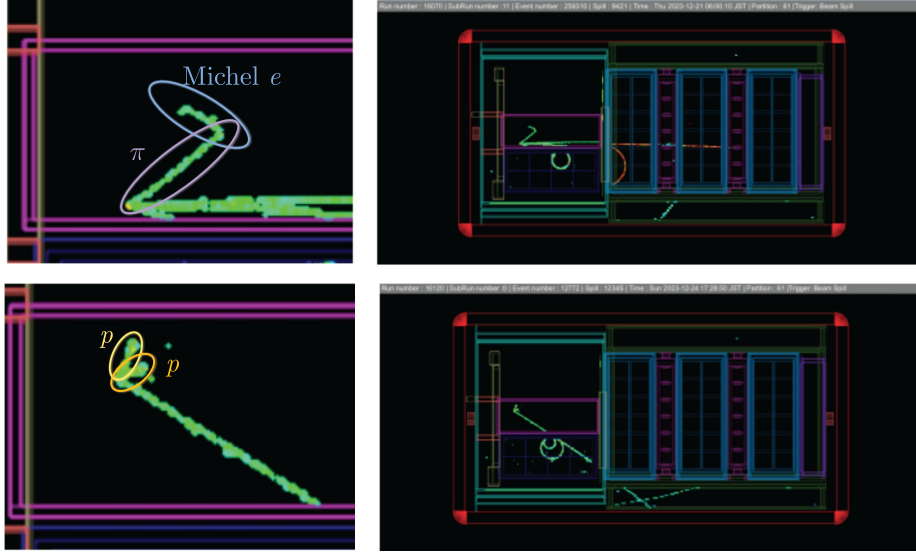 Michel e
π
Run number : 16070 | SubRun number :11 | Event number : 259310 | Spill : 8421 | Time : Thu 2023-12-21 06:00:10 JST | Partition : 61 |Trigger: Beam Spill
p
p
Run number : 16120 | SubRun number :0 | Event number : 12772 | Spill : 12345 | Time : Sun 2023-12-24 17:28:50 JST | Partition : 61 |Trigger: Beam Spill